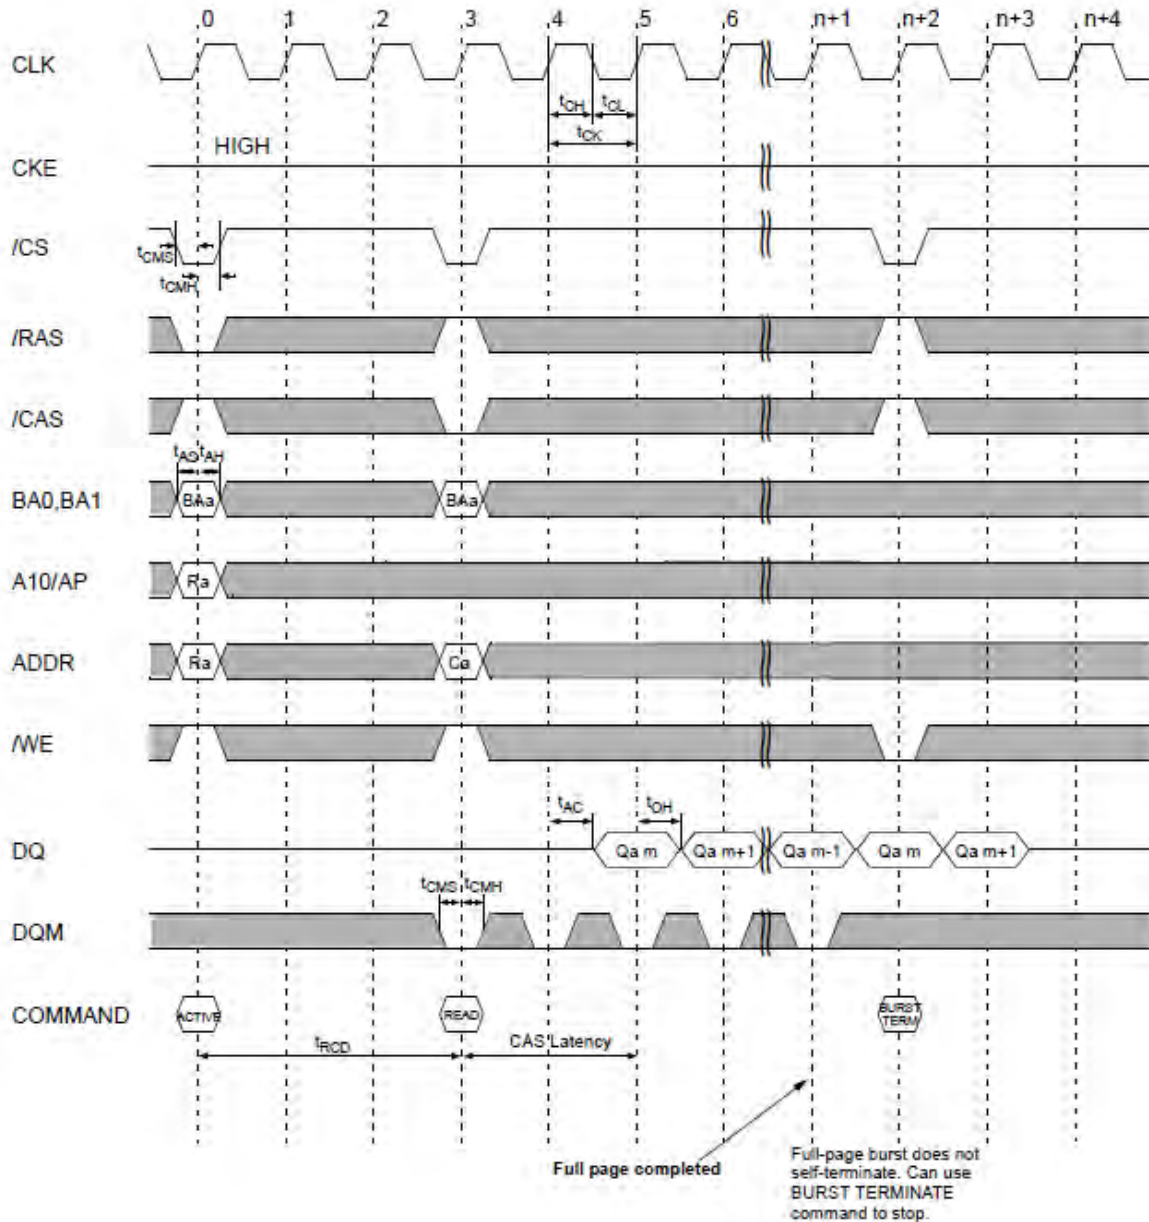 0 1 2 3 4 5 6 n+1 n+2 n+3 n+4
CLK
tCH tCL
tCK
HIGH
CKE
/CS
tCMS
tCMH
/RAS
/CAS
tAS tAH
BA0,BA1 BAa BAa
A10/AP Ra
ADDR Ra Ca
/WE
tAC tOH
DQ Qa m Qa m+1 Qa m-1 Qa m Qa m+1
tCMS tCMH
DQM
COMMAND ACTIVE READ BURST
TERM
tRCD CAS Latency
Full page completed
Full-page burst does not
self-terminate. Can use
BURST TERMINATE
command to stop.